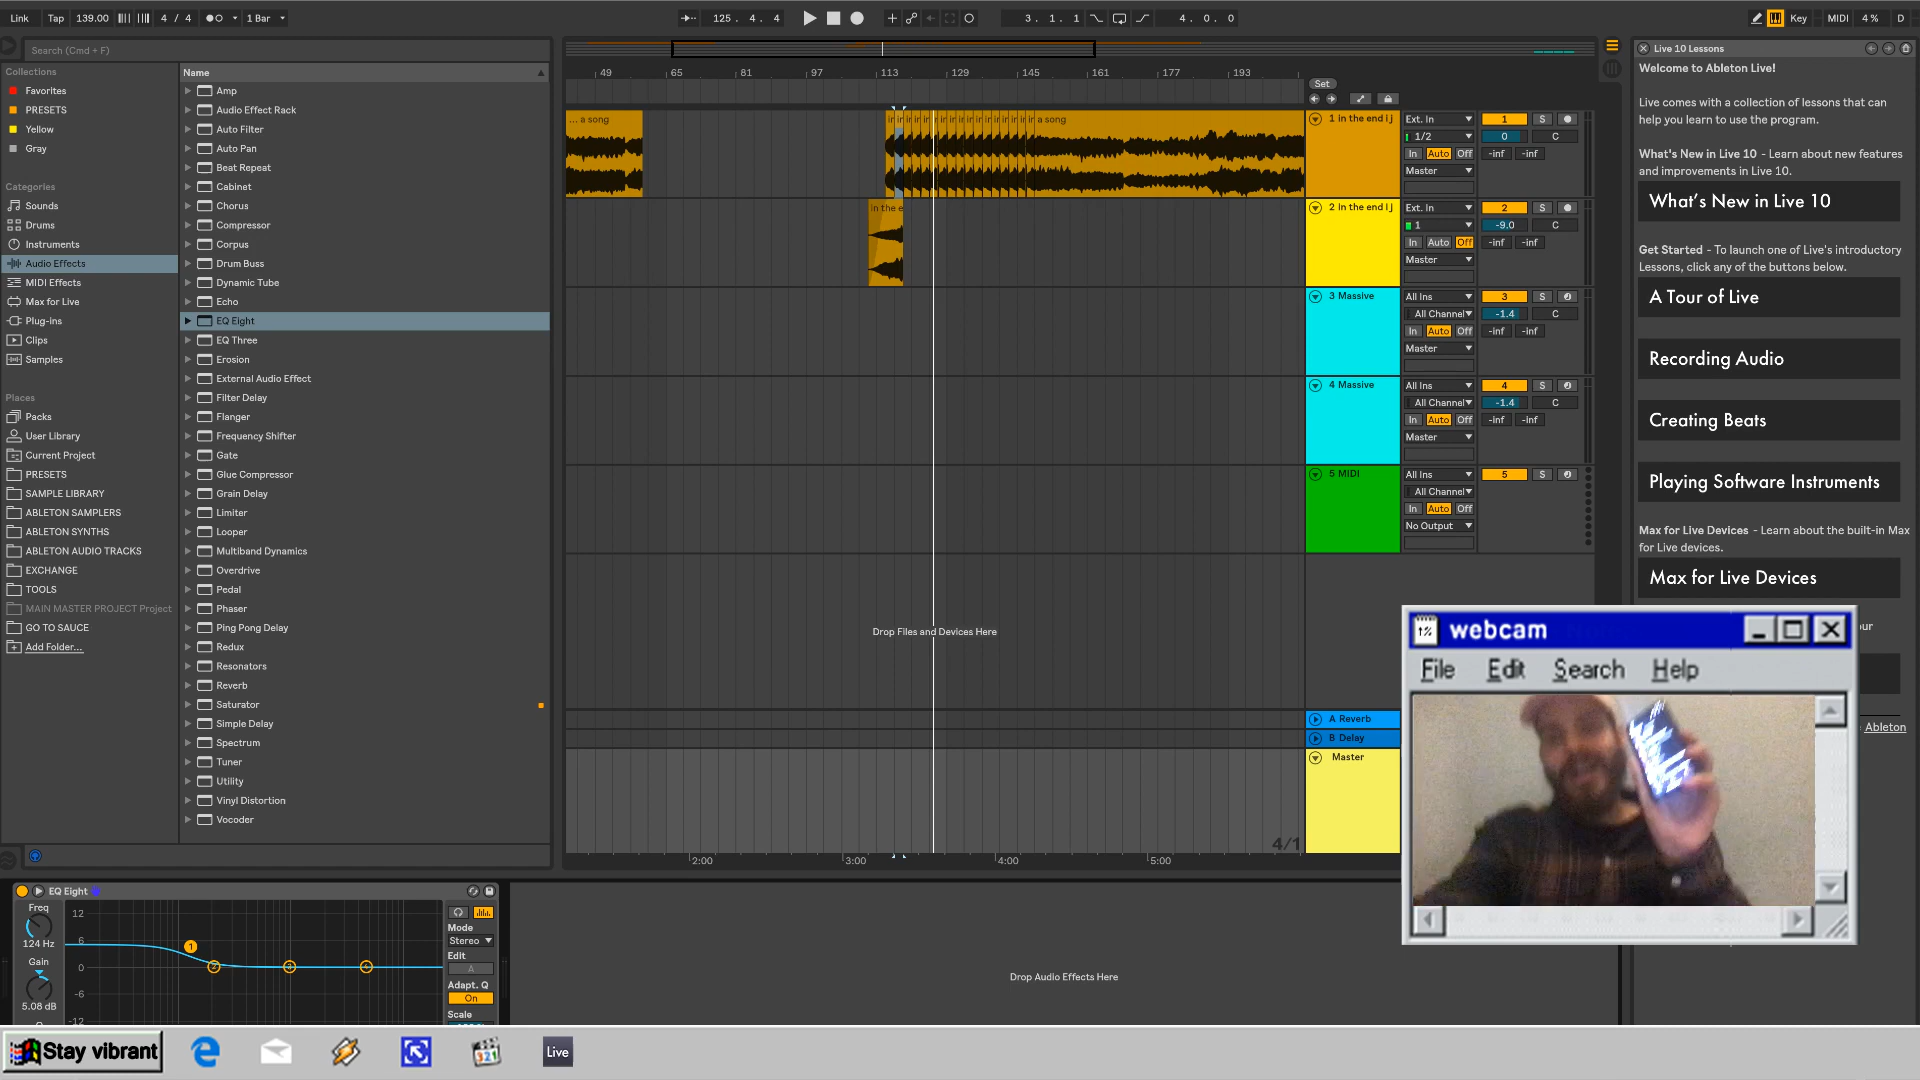 Link Tap 139.00 4 / 4 1 Bar 125 . 4 . 4 3 . 1 . 1 4 . 0 . 0 Key MIDI 4 % D
Search (Cmd + F)
Collections
Favorites
PRESETS
Yellow
Gray
Categories
Sounds
Drums
Instruments
Audio Effects
MIDI Effects
Max for Live
Plug-ins
Clips
Samples
Places
Packs
User Library
Current Project
PRESETS
SAMPLE LIBRARY
ABLETON SAMPLERS
ABLETON SYNTHS
ABLETON AUDIO TRACKS
EXCHANGE
TOOLS
MAIN MASTER PROJECT Project
GO TO SAUCE
Add Folder...
Name
Amp
Audio Effect Rack
Auto Filter
Auto Pan
Beat Repeat
Cabinet
Chorus
Compressor
Corpus
Drum Buss
Dynamic Tube
Echo
EQ Eight
EQ Three
Erosion
External Audio Effect
Filter Delay
Flanger
Frequency Shifter
Gate
Glue Compressor
Grain Delay
Limiter
Looper
Multiband Dynamics
Overdrive
Pedal
Phaser
Ping Pong Delay
Redux
Resonators
Reverb
Saturator
Simple Delay
Spectrum
Tuner
Utility
Vinyl Distortion
Vocoder
49 65 81 97 113 129 145 161 177 193
Set
... a song
a song
in the e
Drop Files and Devices Here
4/1
2:00 3:00 4:00 5:00
1 in the end i j Ext. In 1 S
1/2 0 C
In Auto Off -inf -inf
Master
2 in the end i j Ext. In 2 S
1 -9.0 C
In Auto Off -inf -inf
Master
3 Massive All Ins 3 S
All Channel -1.4 C
In Auto Off -inf -inf
Master
4 Massive All Ins 4 S
All Channel -1.4 C
In Auto Off -inf -inf
Master
5 MIDI All Ins 5 S
All Channel
In Auto Off
No Output
A Reverb
B Delay
Master
Live 10 Lessons
Welcome to Ableton Live!
Live comes with a collection of lessons that can
help you learn to use the program.
What's New in Live 10 - Learn about new features
and improvements in Live 10.
What's New in Live 10
Get Started - To launch one of Live's introductory
Lessons, click any of the buttons below.
A Tour of Live
Recording Audio
Creating Beats
Playing Software Instruments
Max for Live Devices - Learn about the built-in Max
for Live devices.
Max for Live Devices
our
Ableton
webcam
File Edit Search Help
EQ Eight
Freq
124 Hz
Gain
5.08 dB
12
6
0
-6
-12
1
Mode
Stereo
Edit
A
Adapt. Q
On
Scale
Drop Audio Effects Here
Stay vibrant
321
Live